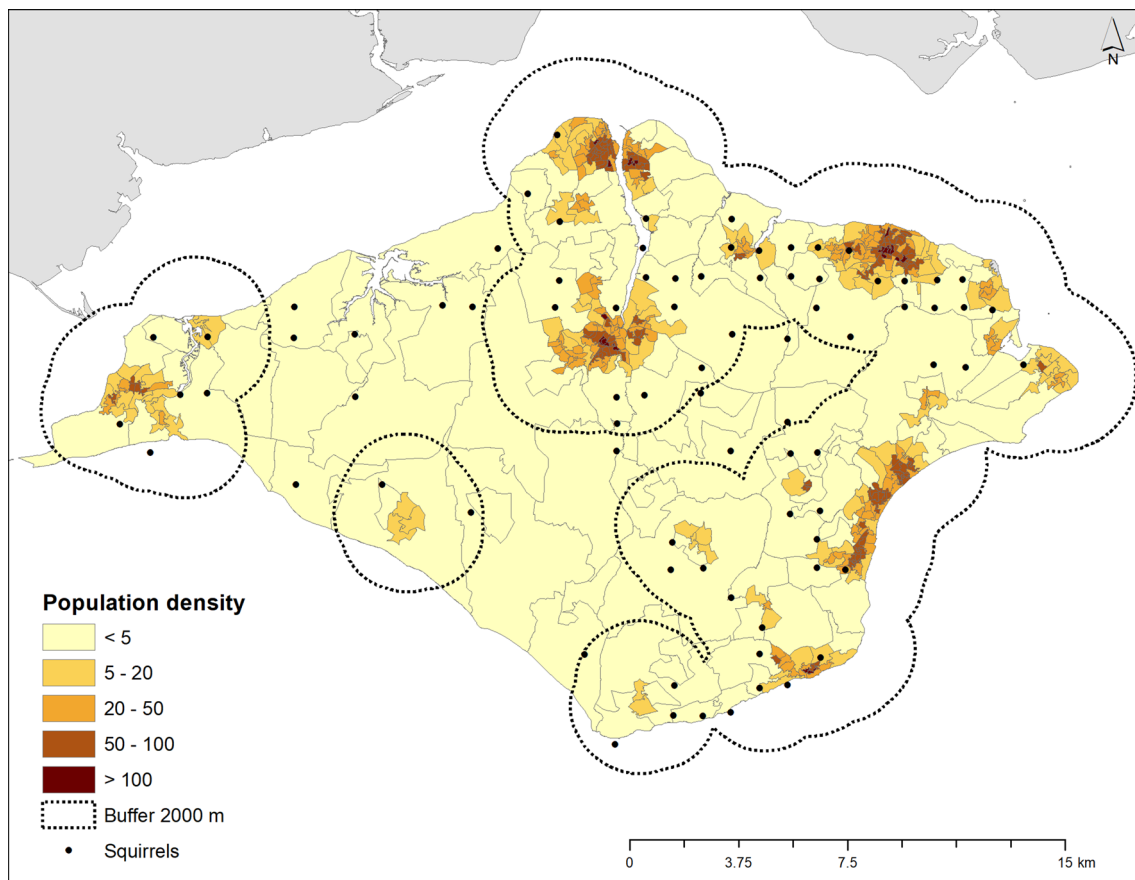 N
Population density
< 5
5 - 20
20 - 50
50 - 100
> 100
Buffer 2000 m
Squirrels
0 3.75 7.5 15 km